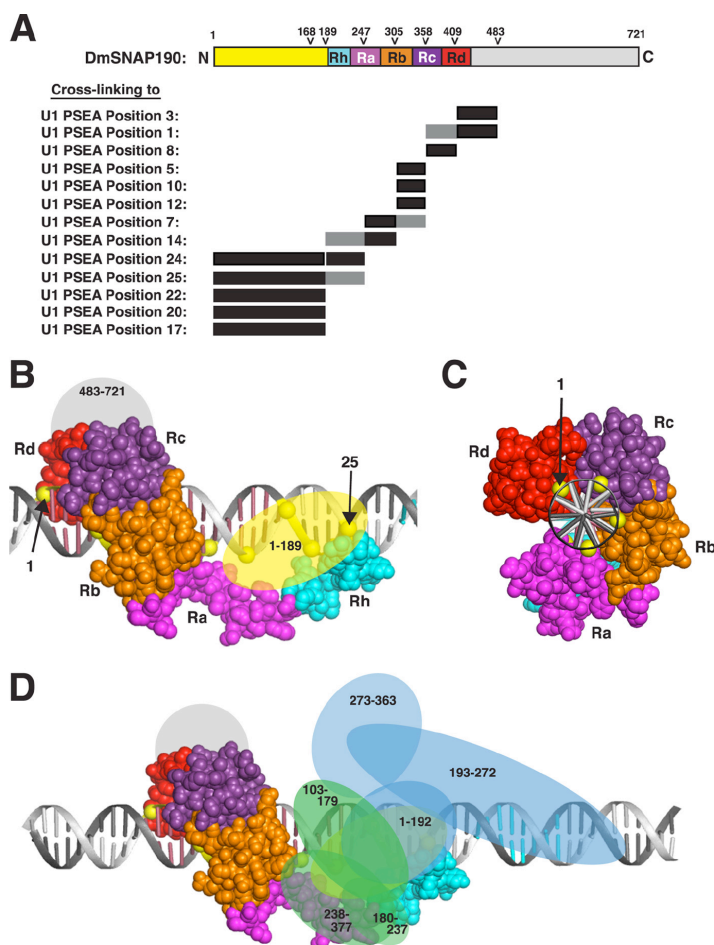 A
1 168 189 247 305 358 409 483 721
DmSNAP190: N Rh Ra Rb Rc Rd C
Cross-linking to
U1 PSEA Position 3:
U1 PSEA Position 1:
U1 PSEA Position 8:
U1 PSEA Position 5:
U1 PSEA Position 10:
U1 PSEA Position 12:
U1 PSEA Position 7:
U1 PSEA Position 14:
U1 PSEA Position 24:
U1 PSEA Position 25:
U1 PSEA Position 22:
U1 PSEA Position 20:
U1 PSEA Position 17:
B
483-721
Rd
Rc
25
1-189
1
Rb
Ra
Rh
C
1
Rc
Rd
Rb
Ra
D
273-363
193-272
103-
179
1-192
238-
377
180-
237